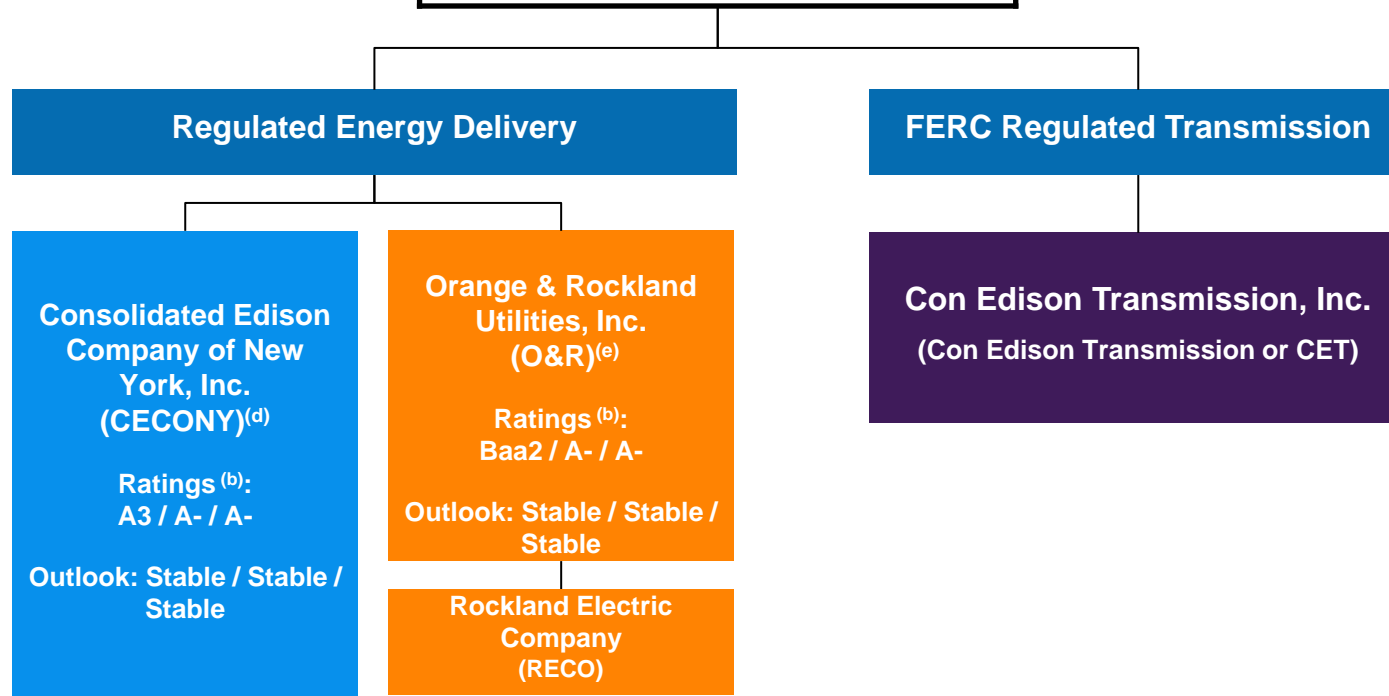 Regulated Energy Delivery
FERC Regulated Transmission
Consolidated Edison
Company of New
York, Inc.
(CECONY)(d)
Ratings (b):
A3 / A- / A-
Outlook: Stable / Stable /
Stable
Orange & Rockland
Utilities, Inc.
(O&R)(e)
Ratings (b):
Baa2 / A- / A-
Outlook: Stable / Stable /
Stable
Rockland Electric
Company
(RECO)
Con Edison Transmission, Inc.
(Con Edison Transmission or CET)